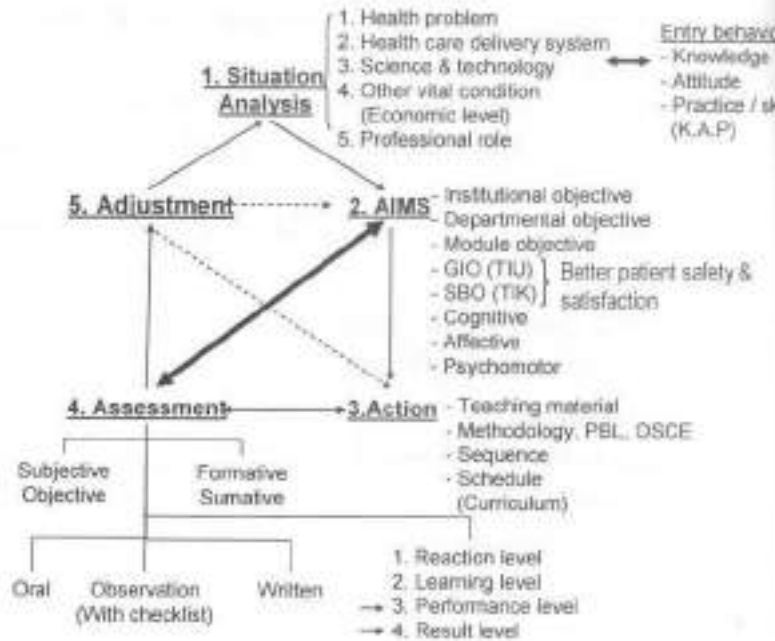 1. Situation
Analysis
1. Health problem
2. Health care delivery system
3. Science & technology
4. Other vital condition
(Economic level)
5. Professional role
Entry behavio
- Knowledge
- Attitude
- Practice / sk
(K.A.P)
5. Adjustment
2. AIMS
- Institutional objective
- Departmental objective
- Module objective
- GIO (TIU)
- SBO (TIK)
- Cognitive
- Affective
- Psychomotor
Better patient safety &
satisfaction
4. Assessment
3.Action
- Teaching material
- Methodology, PBL, OSCE
- Sequence
- Schedule
(Curriculum)
Subjective
Objective
Formative
Sumative
Oral
Observation
(With checklist)
Written
1. Reaction level
2. Learning level
3. Performance level
4. Result level